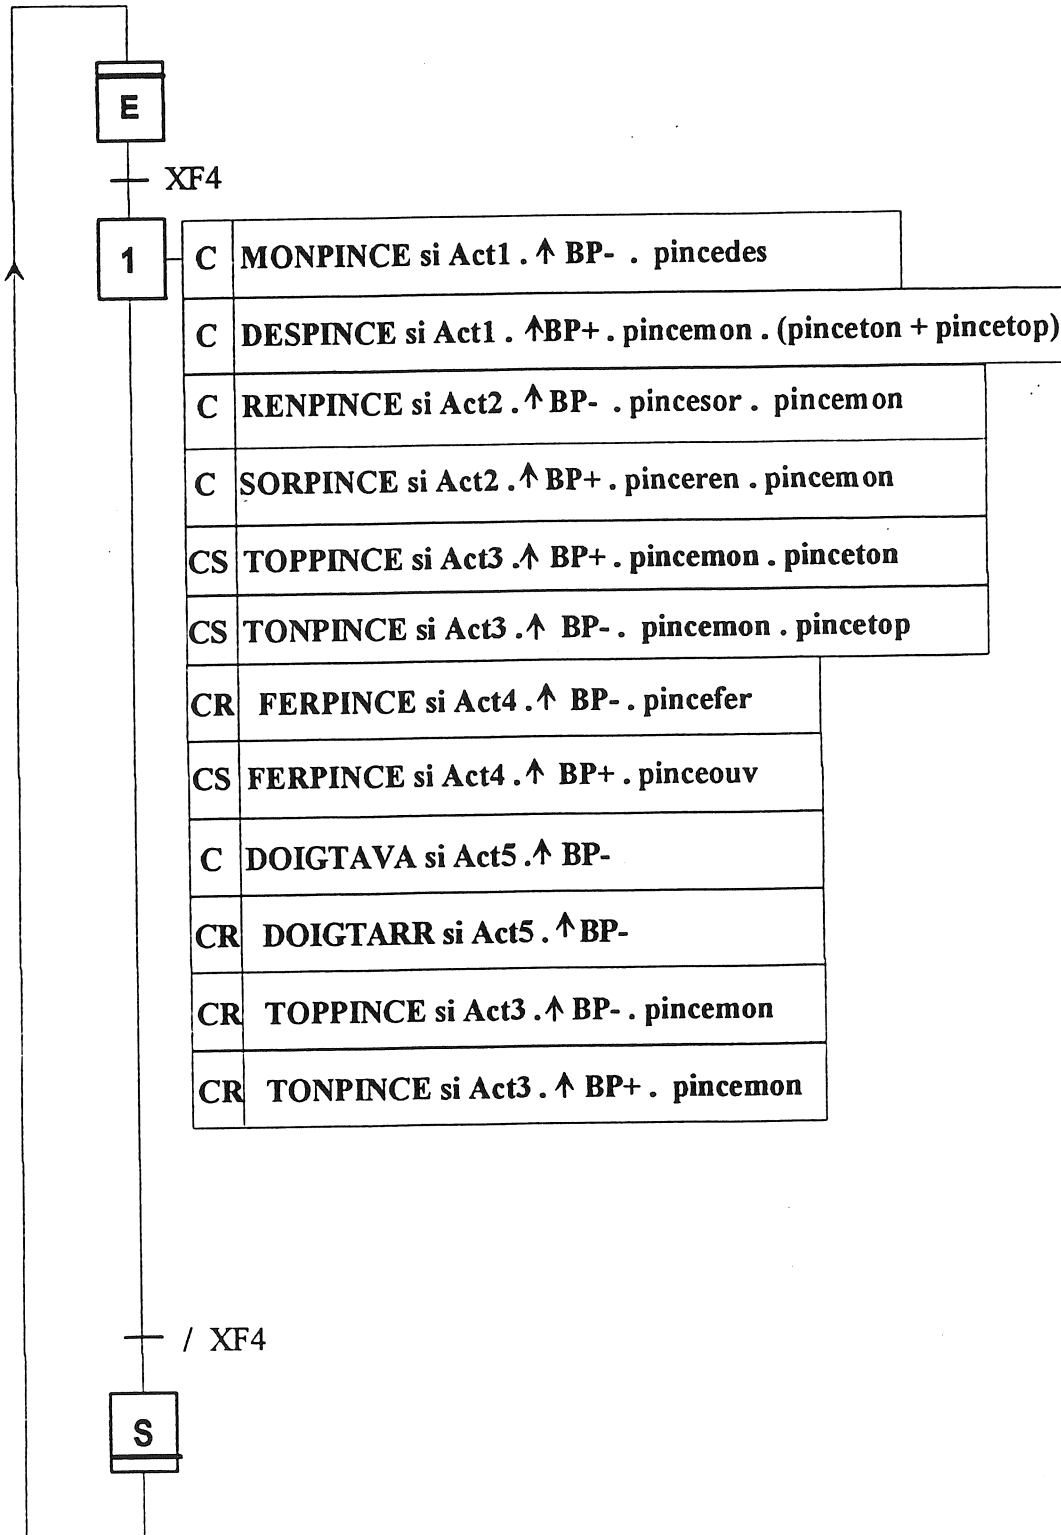 E
XF4
1
C MONPINCE si Act1 . ↑ BP- . pincedes
C DESPINCE si Act1 . ↑BP+ . pincemon . (pinceton + pincetop)
C RENPINCE si Act2 . ↑ BP- . pincesor . pincemon
C SORPINCE si Act2 . ↑ BP+ . pinceren . pincemon
CS TOPPINCE si Act3 . ↑ BP+ . pincemon . pinceton
CS TONPINCE si Act3 . ↑ BP- . pincemon . pincetop
CR FERPINCE si Act4 . ↑ BP- . pincefer
CS FERPINCE si Act4 . ↑ BP+ . pinceouv
C DOIGTAVA si Act5 . ↑ BP-
CR DOIGTARR si Act5 . ↑ BP-
CR TOPPINCE si Act3 . ↑ BP- . pincemon
CR TONPINCE si Act3 . ↑ BP+ . pincemon
/ XF4
S